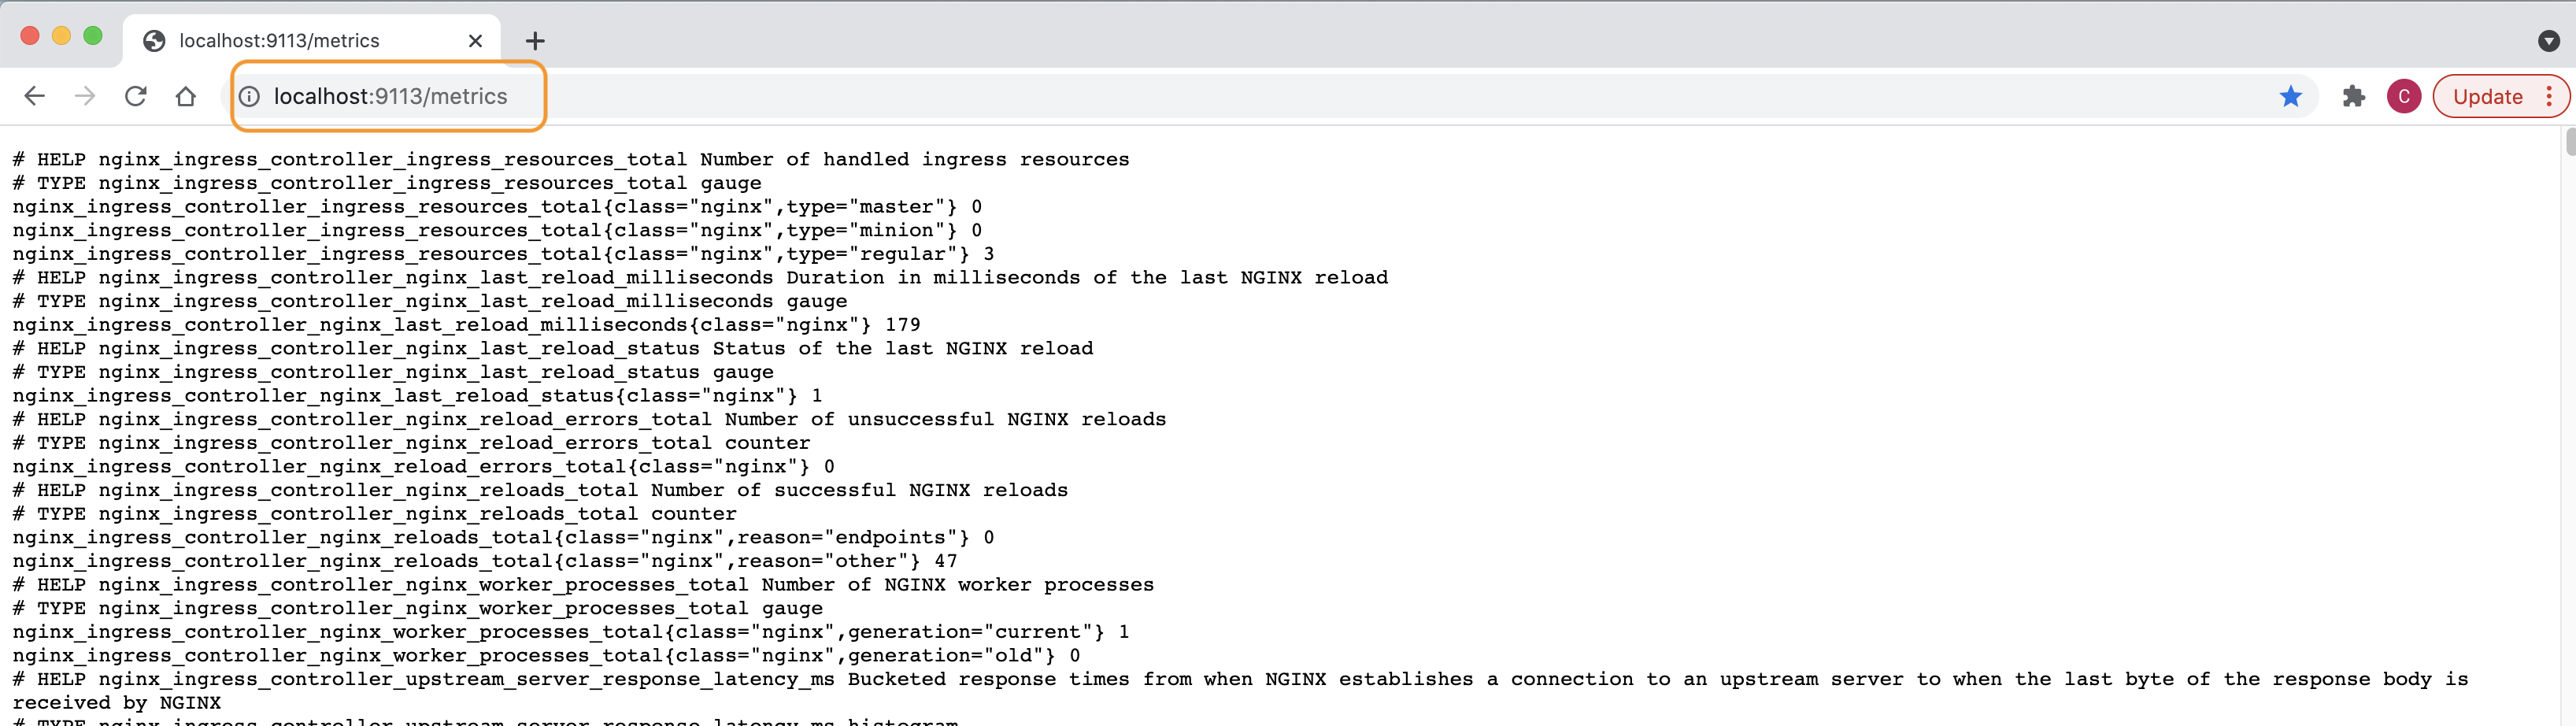 localhost:9113/metrics
localhost:9113/metrics
C
Update
# HELP nginx_ingress_controller_ingress_resources_total Number of handled ingress resources
# TYPE nginx_ingress_controller_ingress_resources_total gauge
nginx_ingress_controller_ingress_resources_total{class="nginx",type="master"} 0
nginx_ingress_controller_ingress_resources_total{class="nginx",type="minion"} 0
nginx_ingress_controller_ingress_resources_total{class="nginx",type="regular"} 3
# HELP nginx_ingress_controller_nginx_last_reload_milliseconds Duration in milliseconds of the last NGINX reload
# TYPE nginx_ingress_controller_nginx_last_reload_milliseconds gauge
nginx_ingress_controller_nginx_last_reload_milliseconds{class="nginx"} 179
# HELP nginx_ingress_controller_nginx_last_reload_status Status of the last NGINX reload
# TYPE nginx_ingress_controller_nginx_last_reload_status gauge
nginx_ingress_controller_nginx_last_reload_status{class="nginx"} 1
# HELP nginx_ingress_controller_nginx_reload_errors_total Number of unsuccessful NGINX reloads
# TYPE nginx_ingress_controller_nginx_reload_errors_total counter
nginx_ingress_controller_nginx_reload_errors_total{class="nginx"} 0
# HELP nginx_ingress_controller_nginx_reloads_total Number of successful NGINX reloads
# TYPE nginx_ingress_controller_nginx_reloads_total counter
nginx_ingress_controller_nginx_reloads_total{class="nginx",reason="endpoints"} 0
nginx_ingress_controller_nginx_reloads_total{class="nginx",reason="other"} 47
# HELP nginx_ingress_controller_nginx_worker_processes_total Number of NGINX worker processes
# TYPE nginx_ingress_controller_nginx_worker_processes_total gauge
nginx_ingress_controller_nginx_worker_processes_total{class="nginx",generation="current"} 1
nginx_ingress_controller_nginx_worker_processes_total{class="nginx",generation="old"} 0
# HELP nginx_ingress_controller_upstream_server_response_latency_ms Bucketed response times from when NGINX establishes a connection to an upstream server to when the last byte of the response body is
received by NGINX
# TYPE nginx_ingress_controller_upstream_server_response_latency_ms histogram